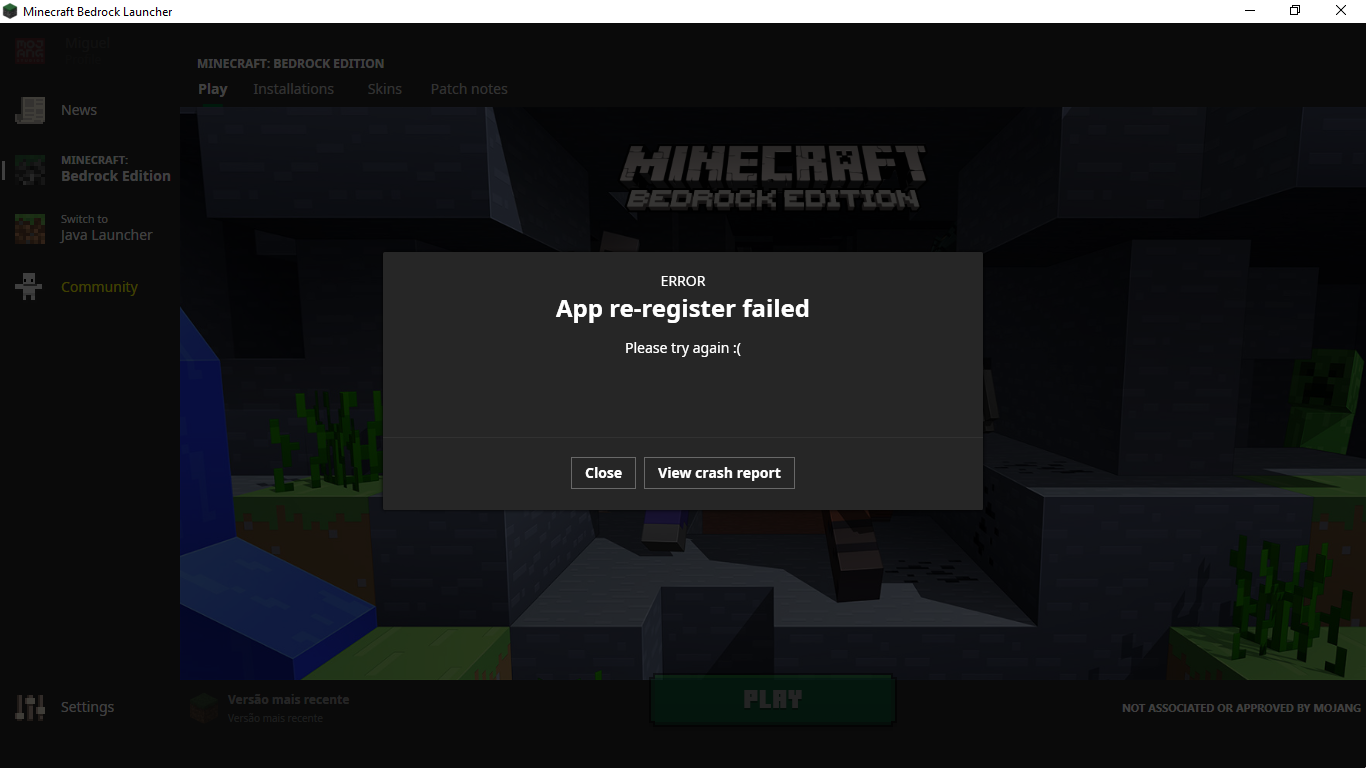 Minecraft Bedrock Launcher
Miguel
MINECRAFT: BEDROCK EDITION
Play Installations Skins Patch notes
News
MINECRAFT:
Bedrock Edition
Switch to
Java Launcher
Community
MINECRAFT
BEDROCK EDITION
ERROR
App re-register failed
Please try again :(
Close View crash report
Settings
Versão mais recente
Versão mais recente
PLAY
NOT ASSOCIATED OR APPROVED BY MOJANG